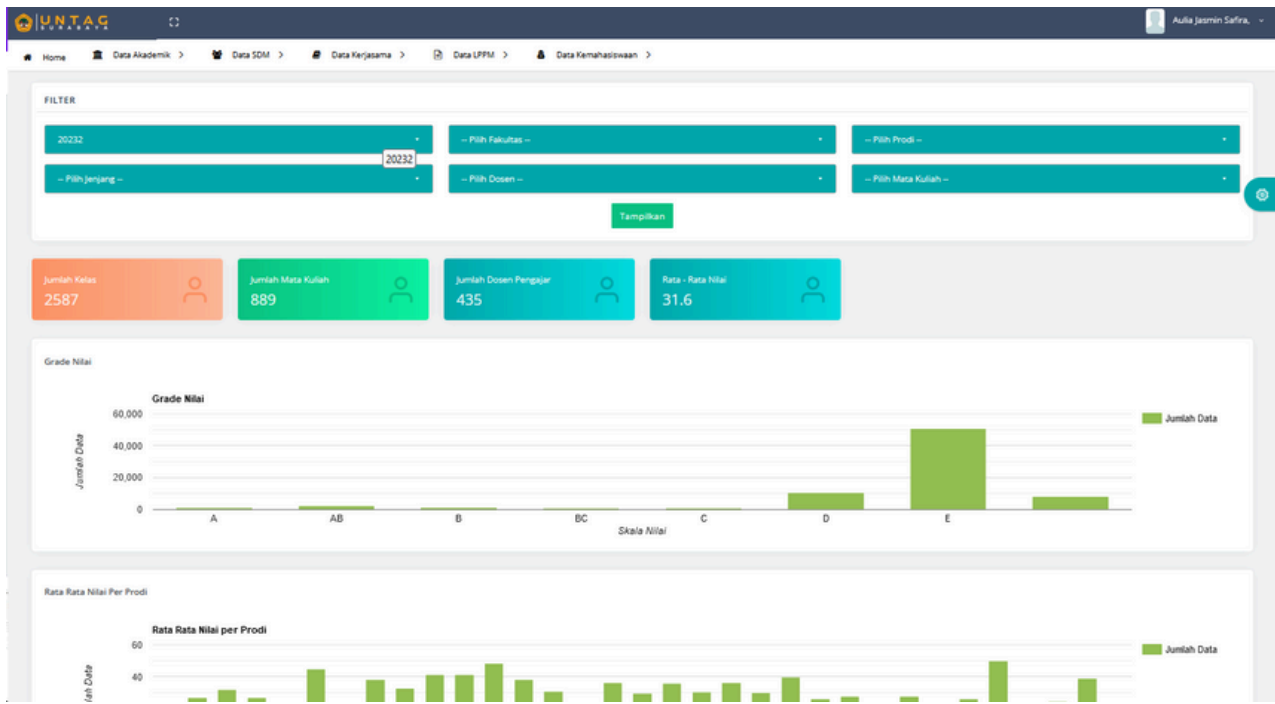 UNTAG
SURABAYA
Aulia Jasmin Safira,
Home
Data Akademik >
Data SDM >
Data Kerjasama >
Data LPPM >
Data Kemahasiswaan >
FILTER
20232
-- Pilih Fakultas --
-- Pilih Prodi --
20232
-- Pilih Jenjang --
-- Pilih Dosen --
-- Pilih Mata Kuliah --
Tampilkan
Jumlah Kelas
2587
Jumlah Mata Kuliah
889
Jumlah Dosen Pengajar
435
Rata - Rata Nilai
31.6
Grade Nilai
Grade Nilai
60,000
40,000
20,000
0
Jumlah Data
A
AB
B
BC
C
D
E
Skala Nilai
Jumlah Data
Rata Rata Nilai Per Prodi
Rata Rata Nilai per Prodi
60
40
lah Data
Jumlah Data